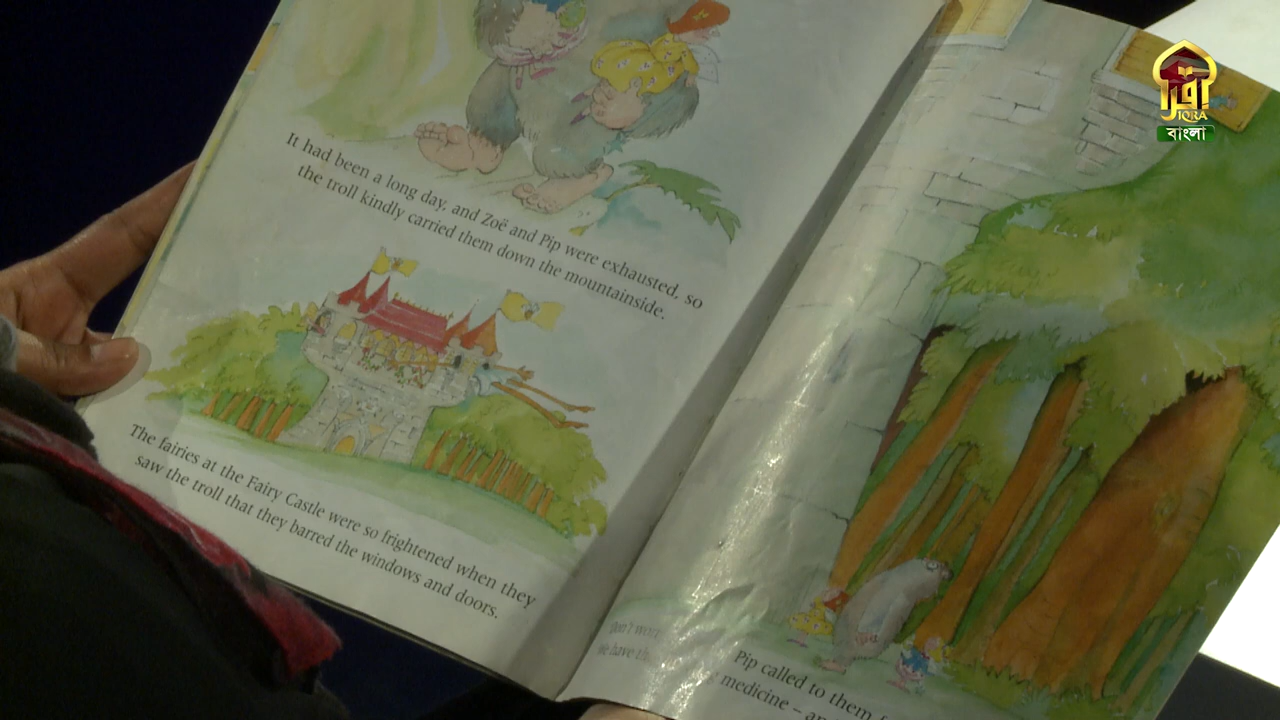 It had been a long day, and Zoë and Pip were exhausted, so
the troll kindly carried them down the mountainside.
The fairies at the Fairy Castle were so frightened when they
saw the troll that they barred the windows and doors.
Pip called to them
medicine –
اقرأ
IQRA
বাংলা